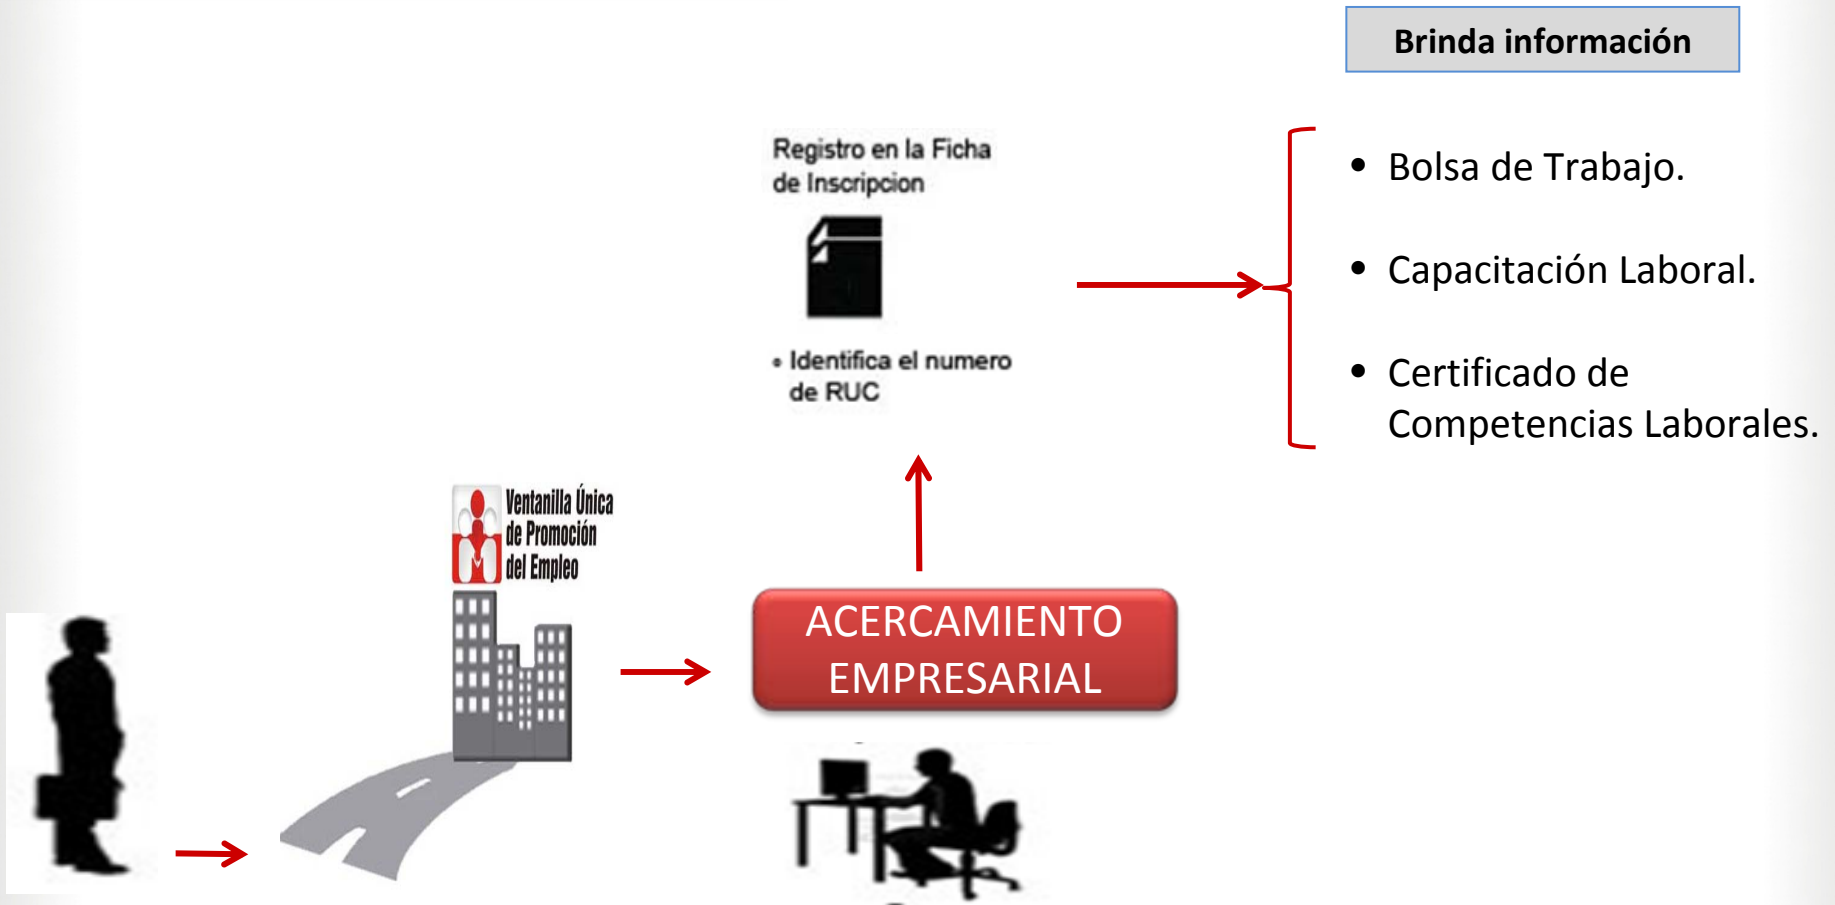 Brinda información
Registro en la Ficha
de Inscripcion
• Identifica el numero
de RUC
• Bolsa de Trabajo.
• Capacitación Laboral.
• Certificado de
Competencias Laborales.
Ventanilla Única
de Promoción
del Empleo
ACERCAMIENTO
EMPRESARIAL